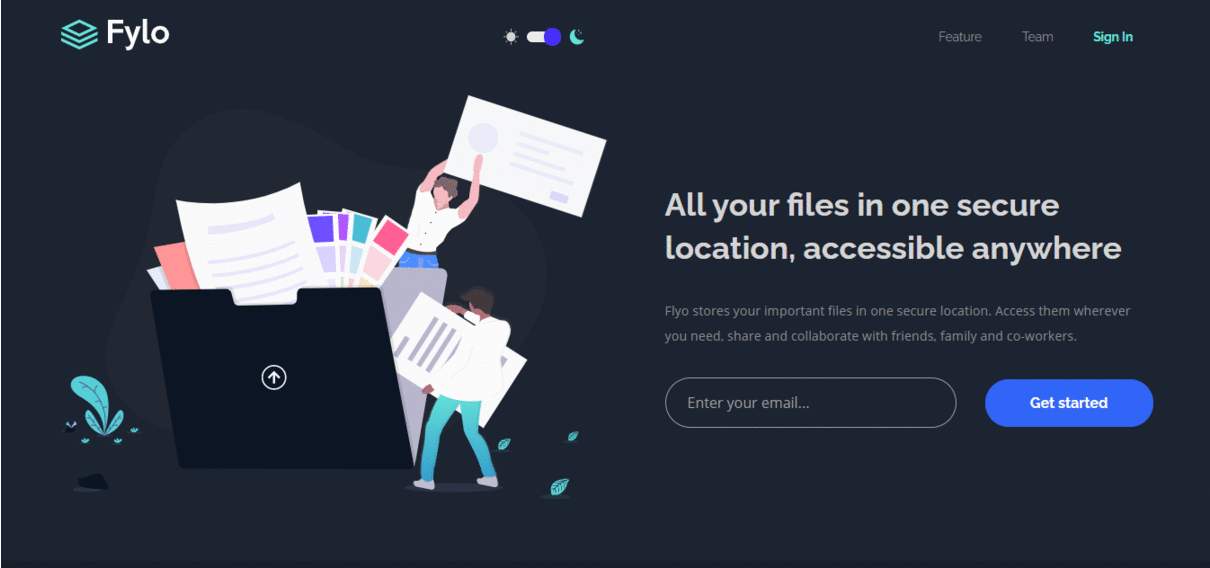 Fylo
Feature
Team
Sign In
All your files in one secure
location, accessible anywhere
Flyo stores your important files in one secure location. Access them wherever
you need, share and collaborate with friends, family and co-workers.
Enter your email...
Get started